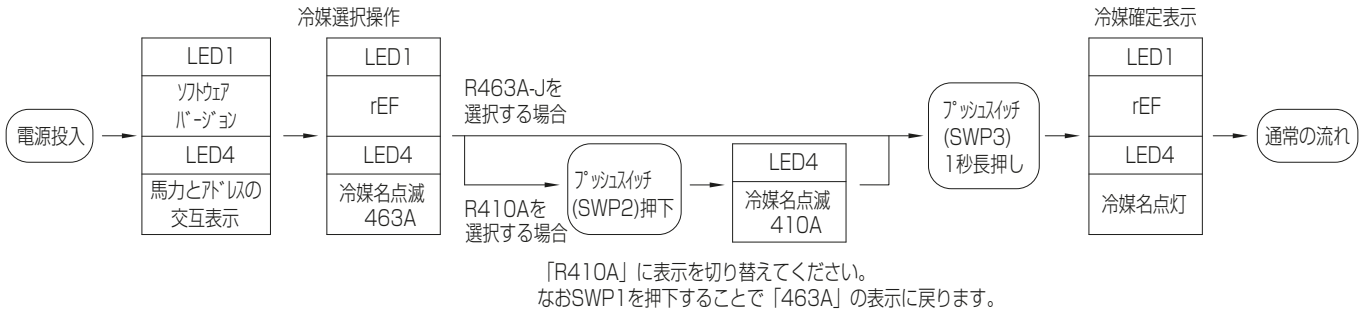 冷媒選択操作
冷媒確定表示
電源投入
LED1
ソフトウェア
バージョン
LED4
馬力とアドレスの
交互表示
LED1
rEF
LED4
冷媒名点滅
463A
R463A-Jを
選択する場合
R410Aを
選択する場合
プッシュスイッチ
(SWP2)押下
LED4
冷媒名点滅
410A
プッシュスイッチ
(SWP3)
1秒長押し
LED1
rEF
LED4
冷媒名点灯
通常の流れ
「R410A」に表示を切り替えてください。
なおSWP1を押下することで「463A」の表示に戻ります。